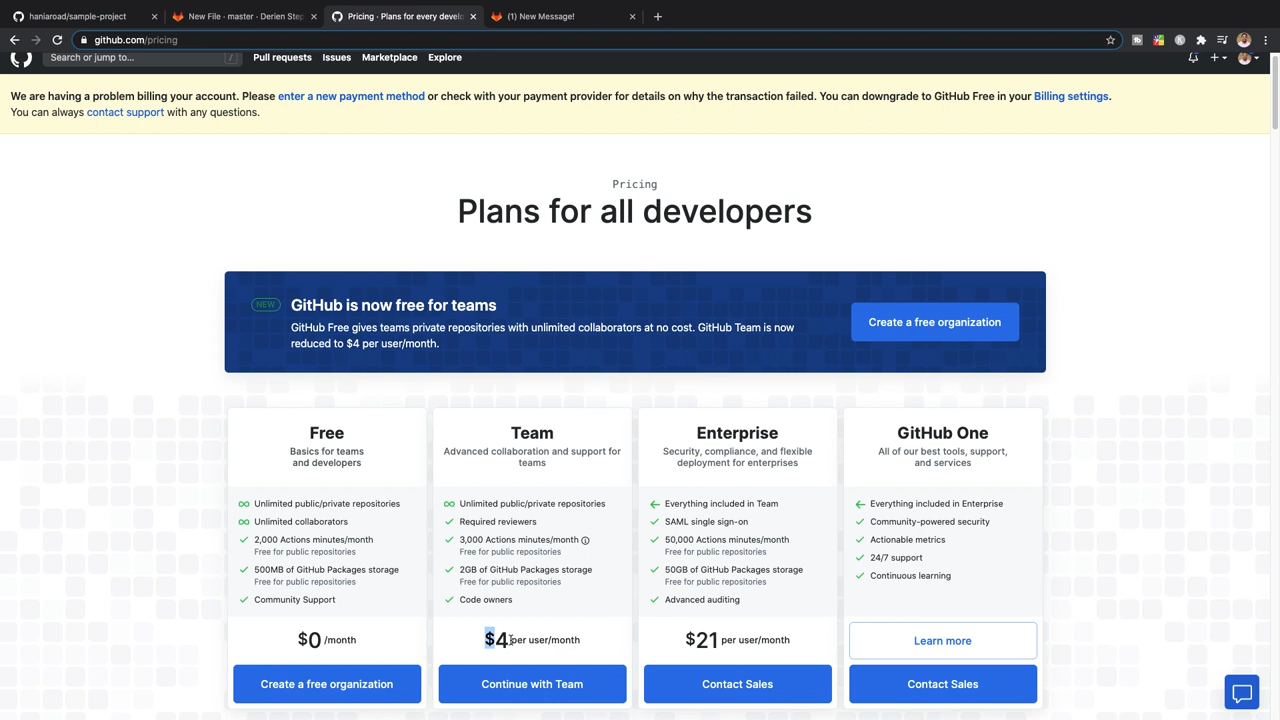 haniaroad/sample-project
New File · master · Derien Step
Pricing · Plans for every develo
(1) New Message!
github.com/pricing
Search or jump to...
/
Pull requests
Issues
Marketplace
Explore
We are having a problem billing your account. Please enter a new payment method or check with your payment provider for details on why the transaction failed. You can downgrade to GitHub Free in your Billing settings.
You can always contact support with any questions.
Pricing
Plans for all developers
NEW
GitHub is now free for teams
GitHub Free gives teams private repositories with unlimited collaborators at no cost. GitHub Team is now
reduced to $4 per user/month.
Create a free organization
Free
Basics for teams
and developers
Unlimited public/private repositories
Unlimited collaborators
2,000 Actions minutes/month
Free for public repositories
500MB of GitHub Packages storage
Free for public repositories
Community Support
$0 /month
Create a free organization
Team
Advanced collaboration and support for
teams
Unlimited public/private repositories
Required reviewers
3,000 Actions minutes/month
Free for public repositories
2GB of GitHub Packages storage
Free for public repositories
Code owners
$4 per user/month
Continue with Team
Enterprise
Security, compliance, and flexible
deployment for enterprises
Everything included in Team
SAML single sign-on
50,000 Actions minutes/month
Free for public repositories
50GB of GitHub Packages storage
Free for public repositories
Advanced auditing
$21 per user/month
Contact Sales
GitHub One
All of our best tools, support,
and services
Everything included in Enterprise
Community-powered security
Actionable metrics
24/7 support
Continuous learning
Learn more
Contact Sales